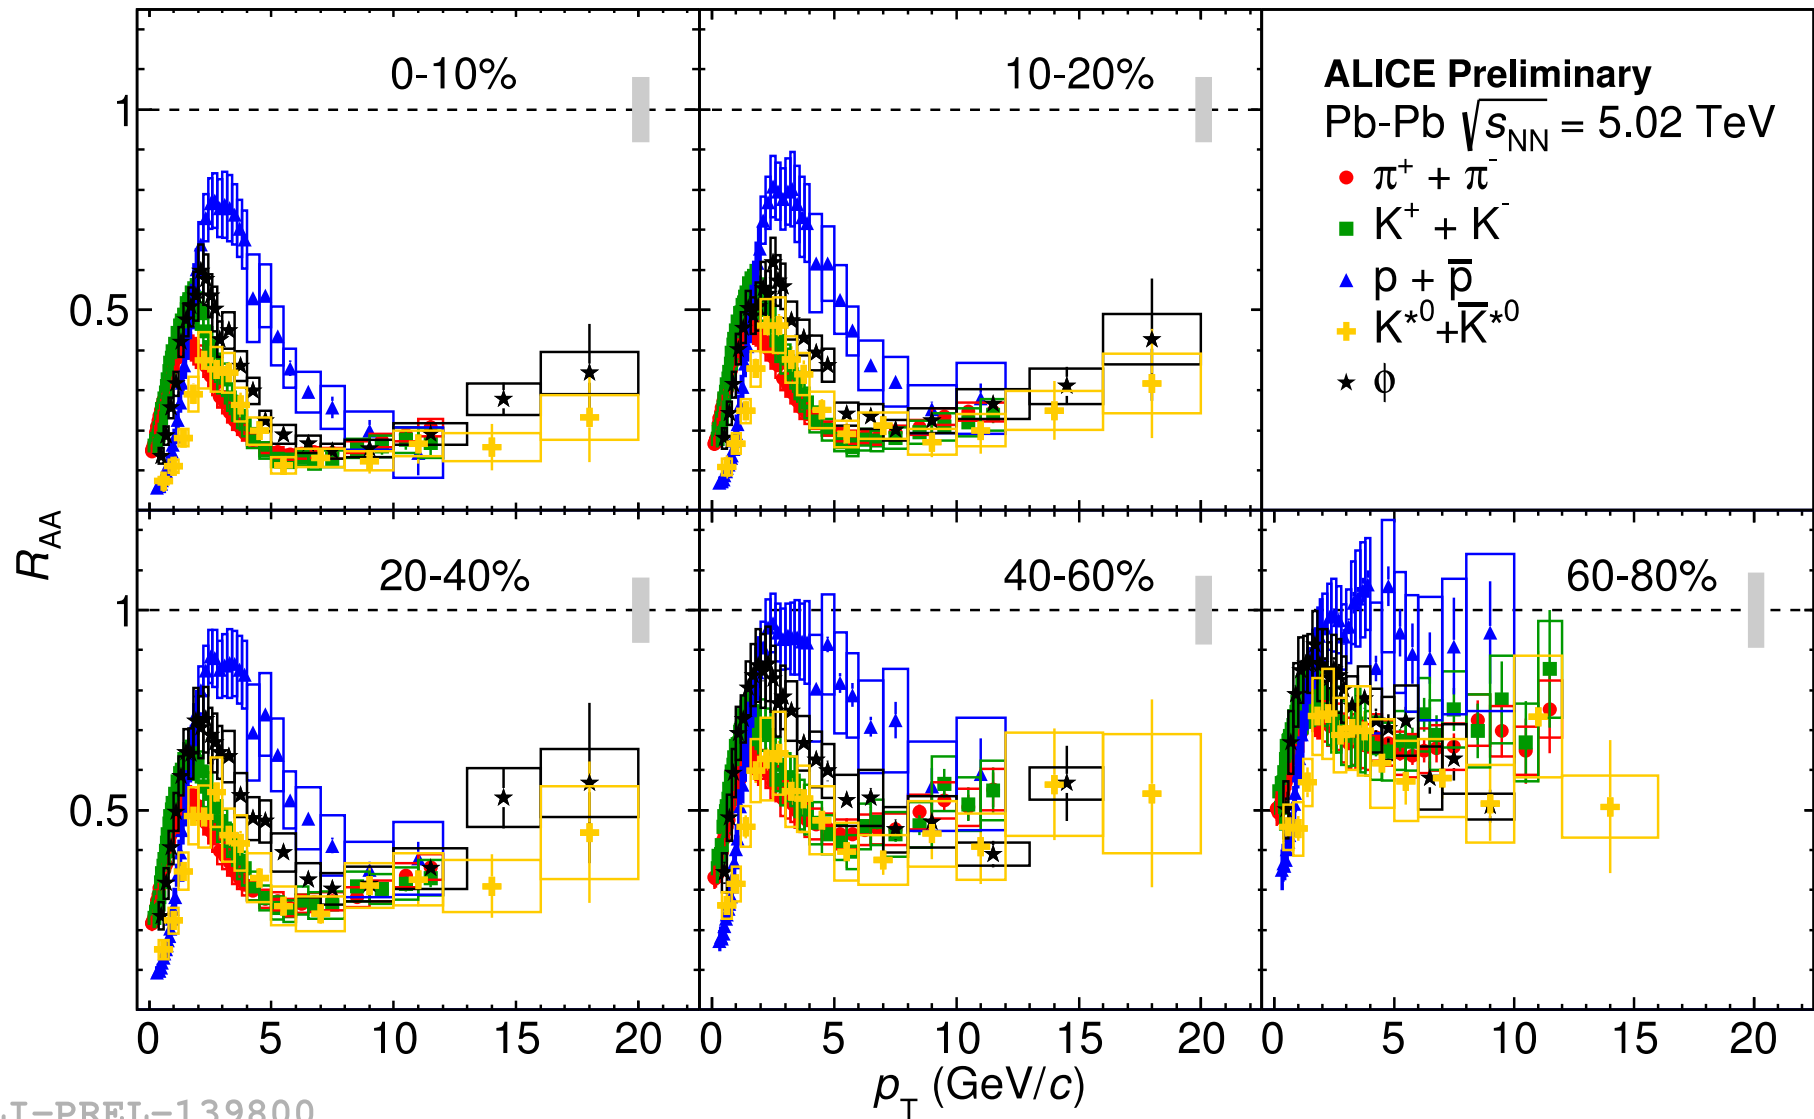 0-10%
10-20%
ALICE Preliminary
Pb-Pb √sNN = 5.02 TeV
π⁺ + π⁻
K⁺ + K⁻
p + p̅
K*⁰+K̅*⁰
ϕ
1
0.5
RAA
20-40%
40-60%
60-80%
1
0.5
0 5 10 15 20 0 5 10 15 20 0 5 10 15 20
pT (GeV/c)
I-PREL-139800